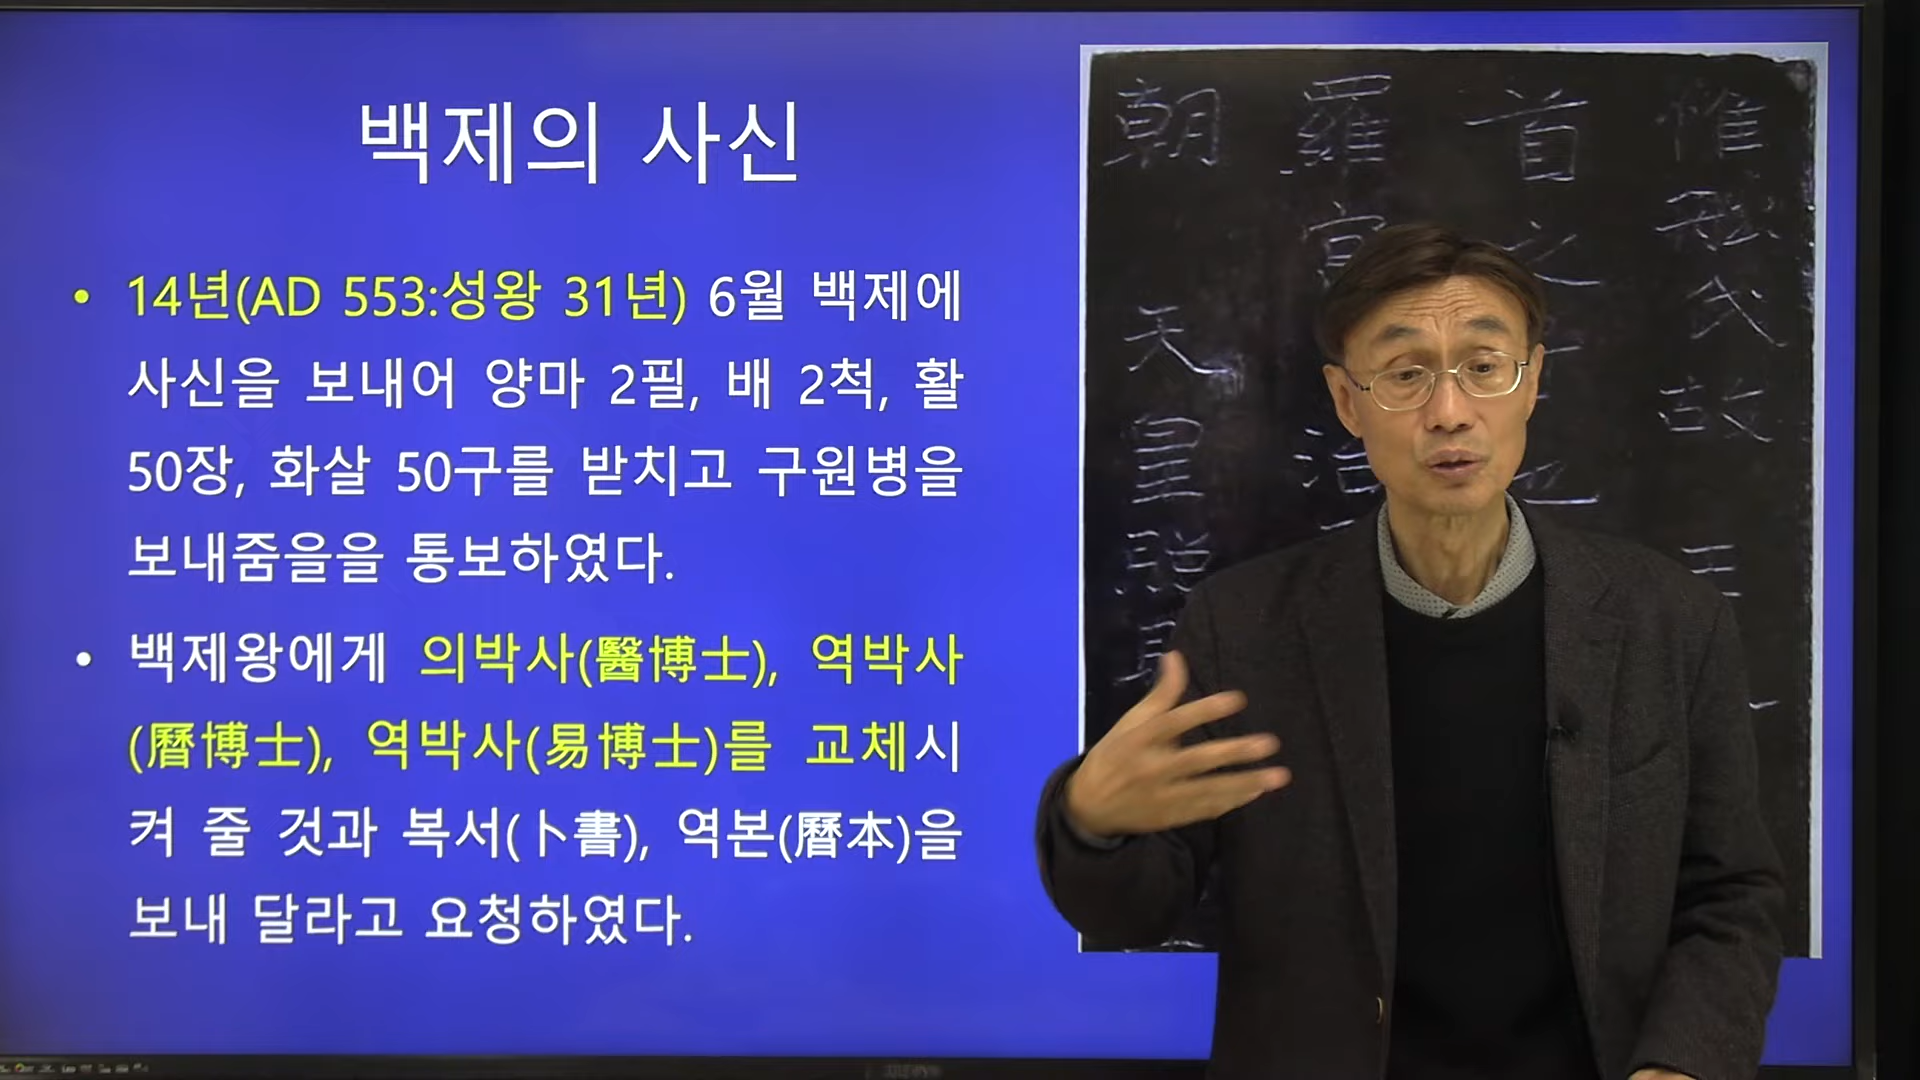 백제의 사신
• 14년(AD 553:성왕 31년) 6월 백제에
사신을 보내어 양마 2필, 배 2척, 활
50장, 화살 50구를 받치고 구원병을
보내줌을을 통보하였다.
• 백제왕에게 의박사(醫博士), 역박사
(曆博士), 역박사(易博士)를 교체시
켜 줄 것과 복서(卜書), 역본(曆本)을
보내 달라고 요청하였다.
惟
故 王
首之
也
羅官
治
朝 天皇